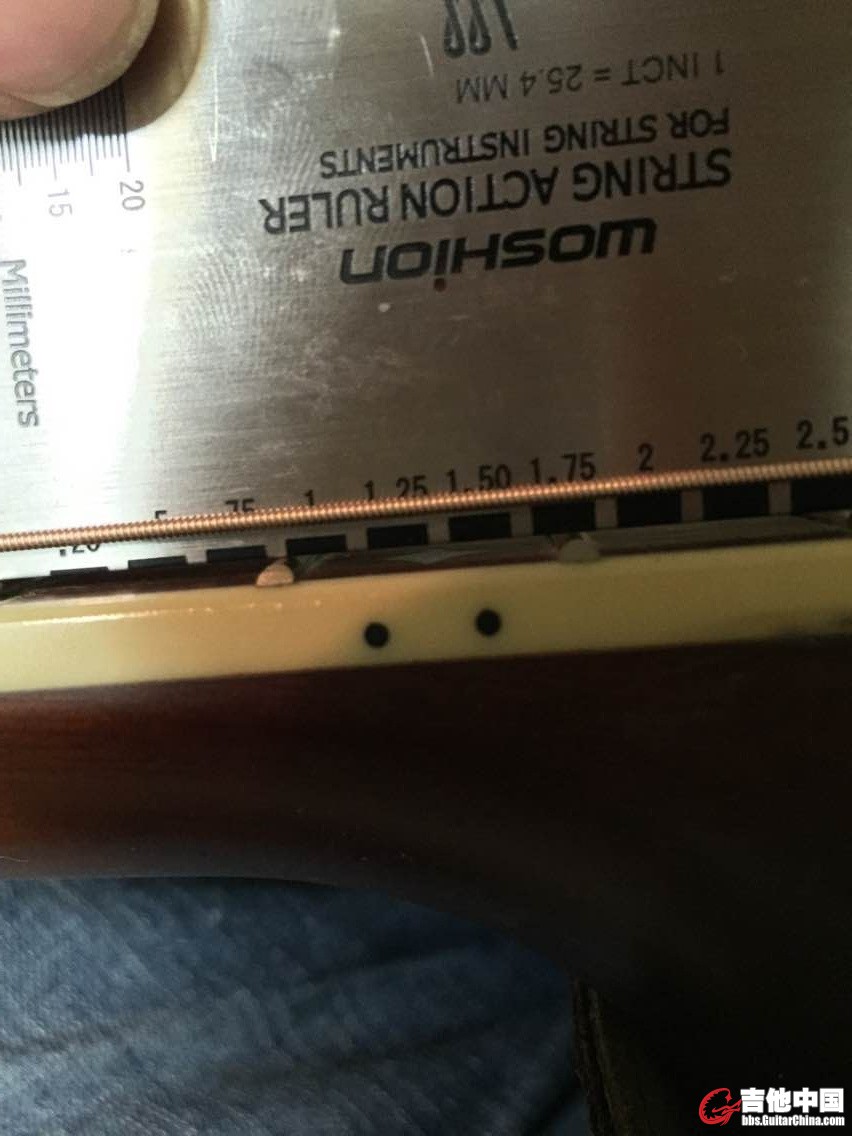 woSHion
STRING ACTION RULER
FOR STRING INSTRUMENTS
1 INCT = 25.4 MM
15 20
Millimeters
75 1 1.25 1.50 1.75 2 2.25 2.5
吉他中国
bbs.GuitarChina.com